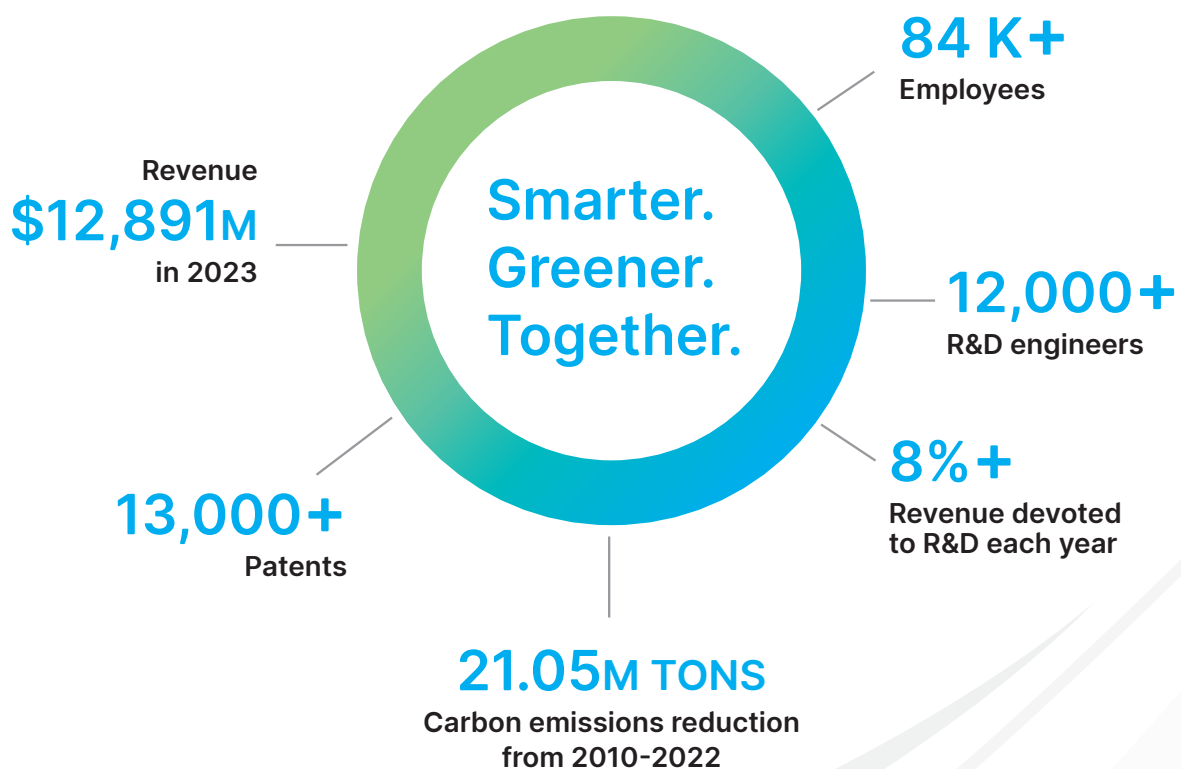 84 K+
Employees
Revenue
$12,891M
in 2023
Smarter.
Greener.
Together.
12,000+
R&D engineers
8%+
Revenue devoted
to R&D each year
13,000+
Patents
21.05M TONS
Carbon emissions reduction
from 2010-2022